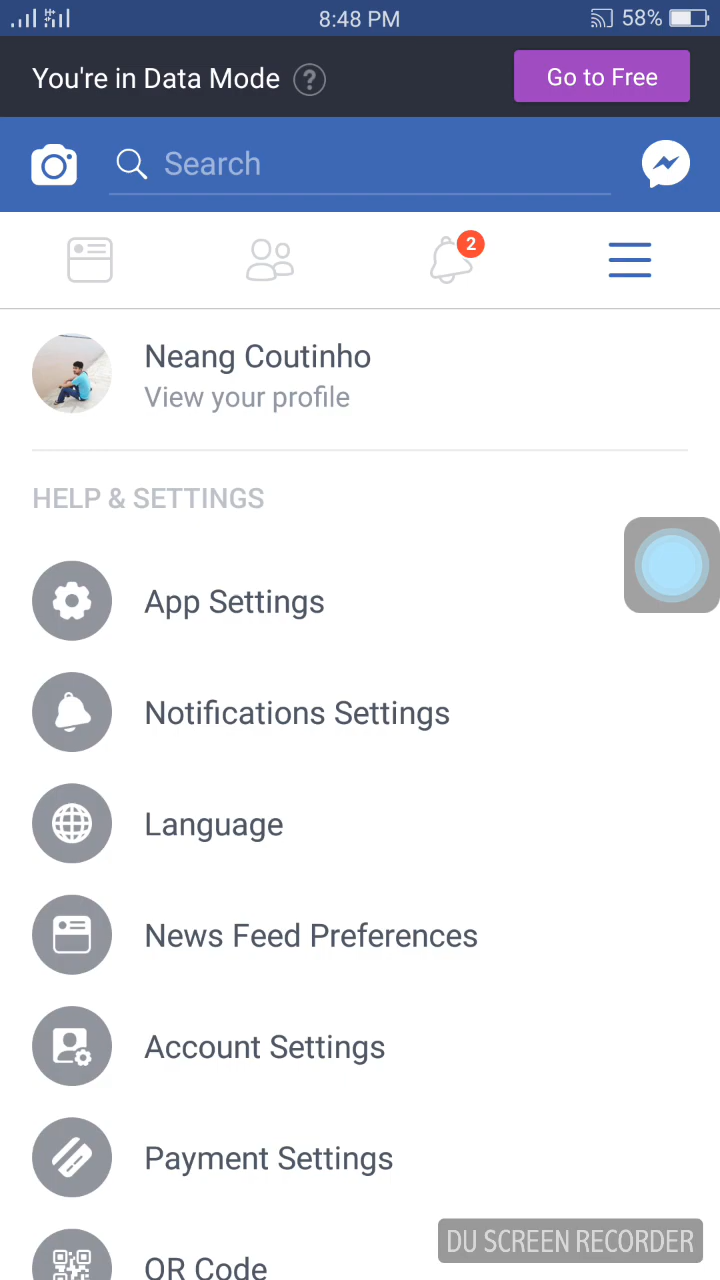 8:48 PM
58%
You're in Data Mode ?
Go to Free
Search
2
Neang Coutinho
View your profile
HELP & SETTINGS
App Settings
Notifications Settings
Language
News Feed Preferences
Account Settings
Payment Settings
DU SCREEN RECORDER
QR Code